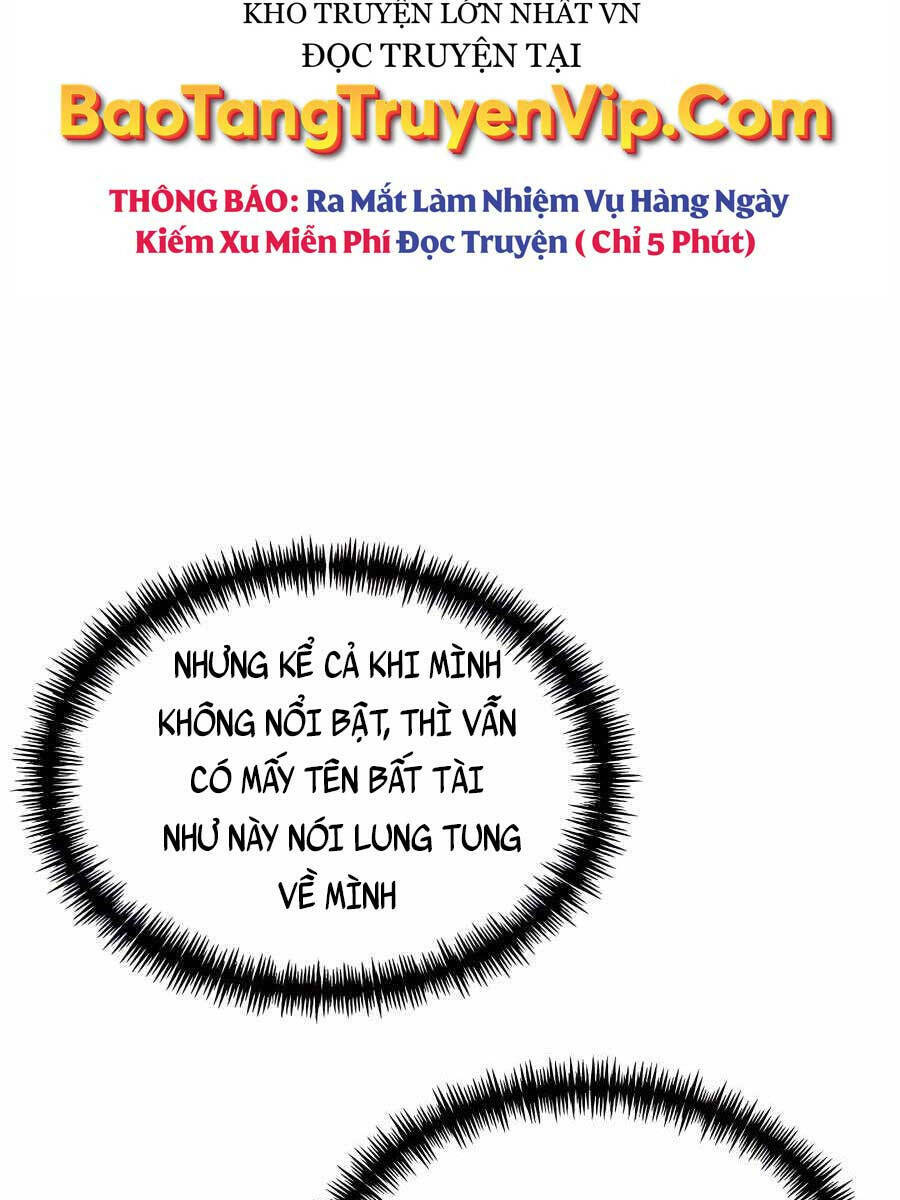 KHO TRUYỆN LỚN NHẤT VN
ĐỌC TRUYỆN TẠI
BaoTangTruyenVip.Com
THÔNG BÁO: Ra Mắt Làm Nhiệm Vụ Hàng Ngày
Kiếm Xu Miễn Phí Đọc Truyện ( Chỉ 5 Phút)
NHƯNG KỂ CẢ KHI MÌNH
KHÔNG NỔI BẬT, THÌ VẪN
CÓ MẤY TÊN BẤT TÀI
NHƯ NÀY NÓI LUNG TUNG
VỀ MÌNH